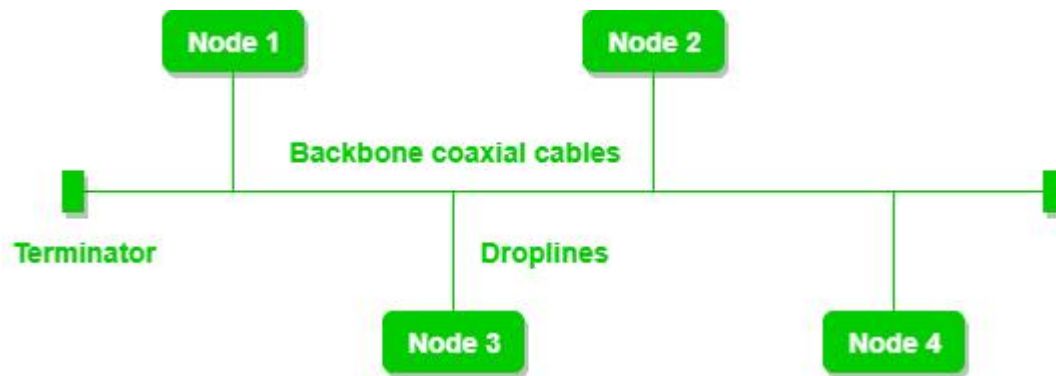 Node 1
Node 2
Backbone coaxial cables
Terminator
Droplines
Node 3
Node 4